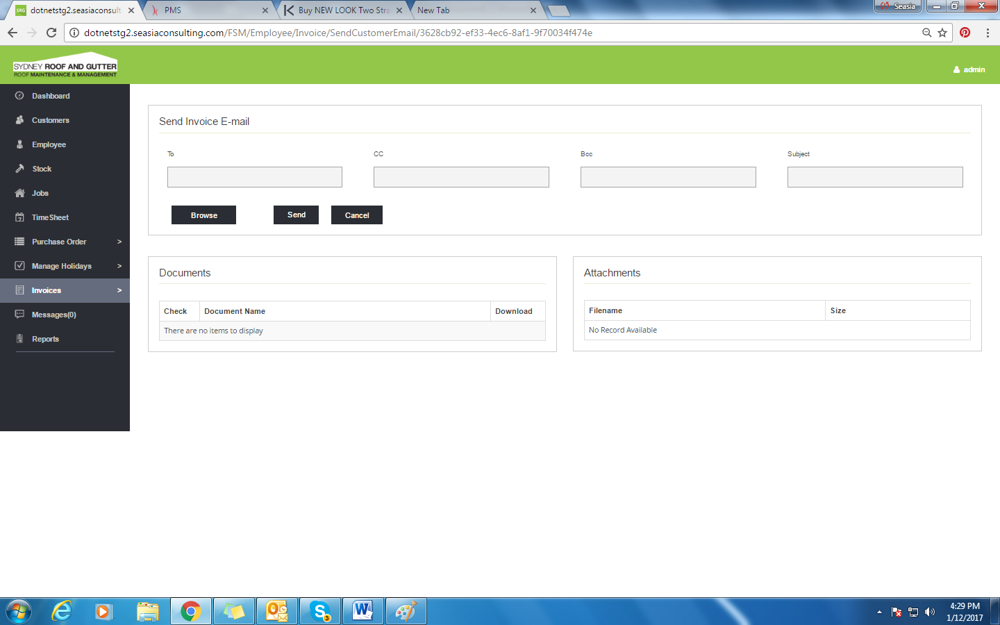 SRG dotnetstg2.seasiaconsult
PMS
Buy NEW LOOK Two Stra
New Tab
Seasia
dotnetstg2.seasiaconsulting.com/FSM/Employee/Invoice/SendCustomerEmail/3628cb92-ef33-4ec6-8af1-9f70034f474e
SYDNEY ROOF AND GUTTER
ROOF MAINTENANCE & MANAGEMENT
admin
Dashboard
Customers
Employee
Stock
Jobs
TimeSheet
Purchase Order >
Manage Holidays >
Invoices >
Messages(0)
Reports
Send Invoice E-mail
To CC Bcc Subject
Browse Send Cancel
Documents
Check Document Name Download
There are no items to display
Attachments
Filename Size
No Record Available
4:29 PM
1/12/2017